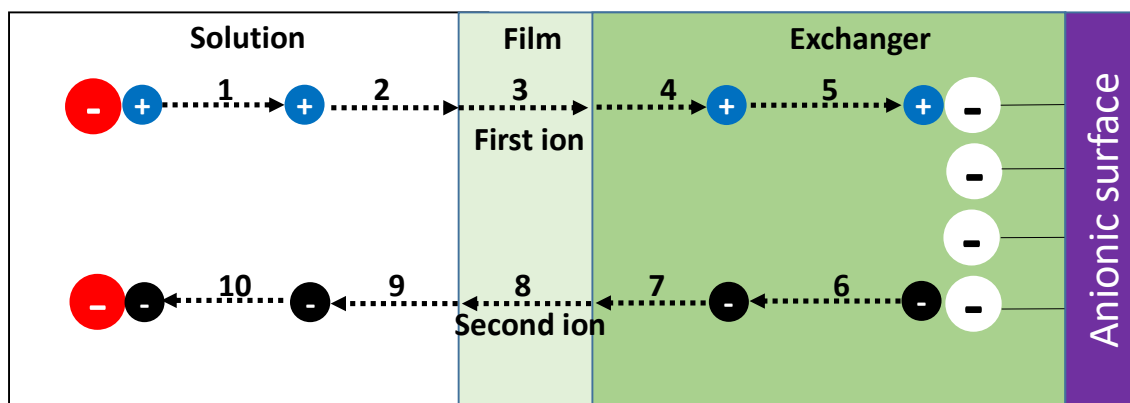 Solution Film Exchanger
- + 1 + 2 3 4 + 5 + -
First ion
-
-
- - 10 - 9 8 7 - 6 - -
Second ion
Anionic surface